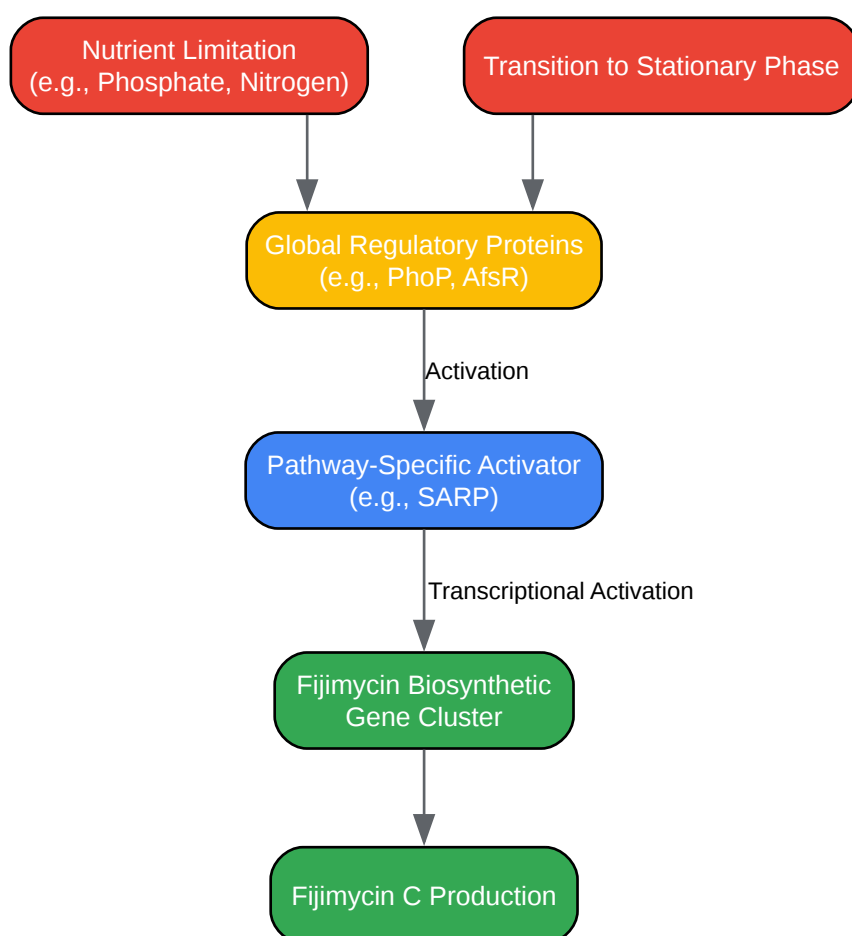 Nutrient Limitation
(e.g., Phosphate, Nitrogen)
Transition to Stationary Phase
Global Regulatory Proteins
(e.g., PhoP, AfsR)
Activation
Pathway-Specific Activator
(e.g., SARP)
Transcriptional Activation
Fijimycin Biosynthetic
Gene Cluster
Fijimycin C Production